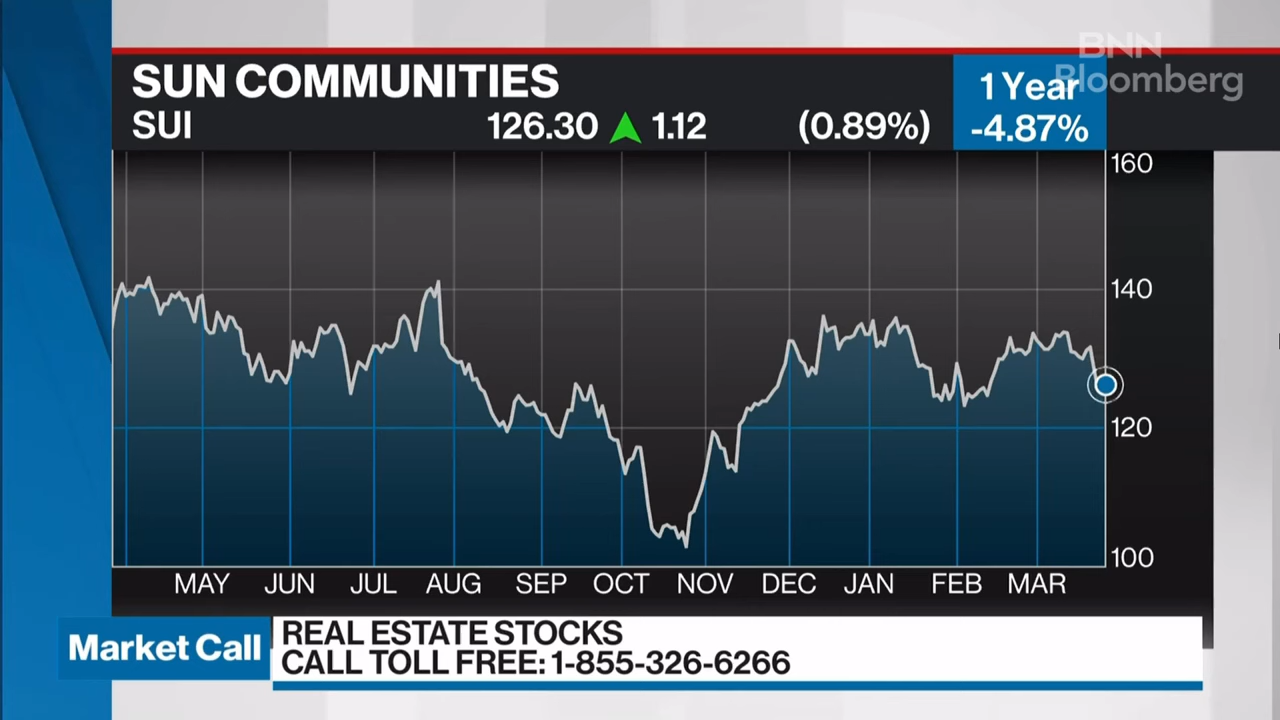 BNN
Bloomberg
SUN COMMUNITIES
SUI 126.30 1.12 (0.89%)
1 Year
-4.87%
160
140
120
100
MAY JUN JUL AUG SEP OCT NOV DEC JAN FEB MAR
Market Call
REAL ESTATE STOCKS
CALL TOLL FREE: 1-855-326-6266